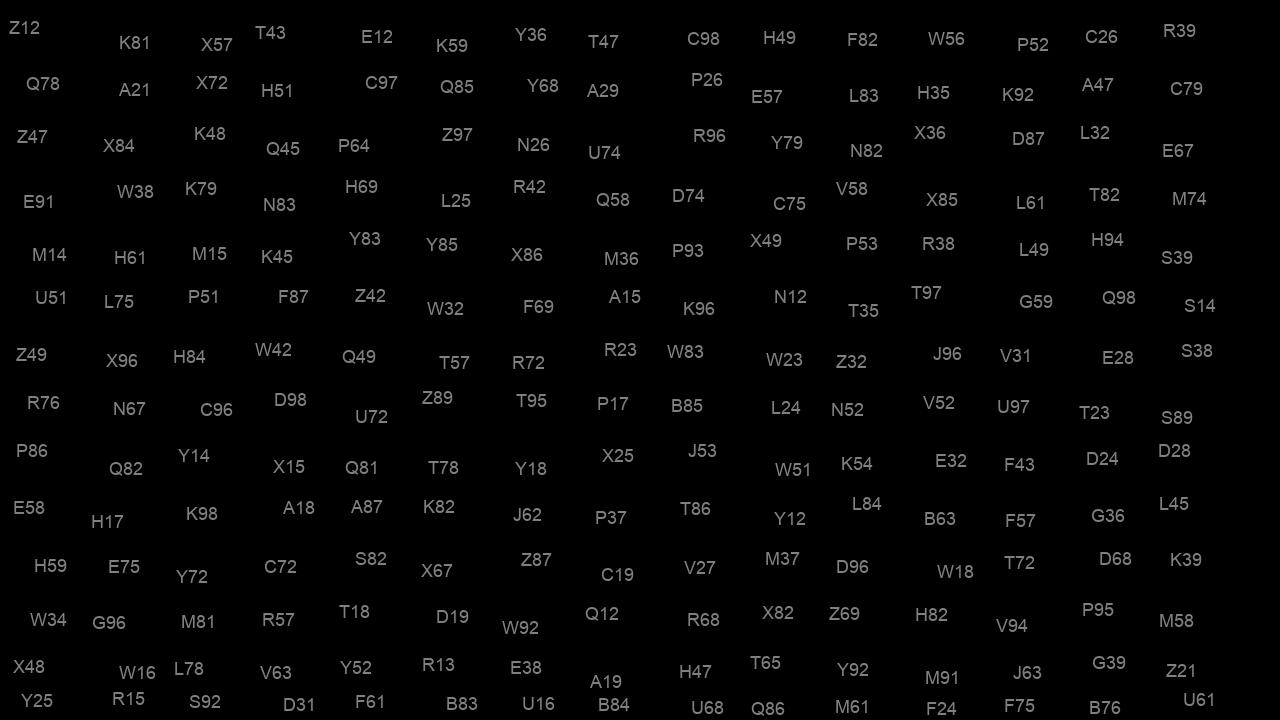 Z12 K81 X57 T43 E12 K59 Y36 T47 C98 H49 F82 W56 P52 C26 R39
Q78 A21 X72 H51 C97 Q85 Y68 A29 P26 E57 L83 H35 K92 A47 C79
Z47 X84 K48 Q45 P64 Z97 N26 U74 R96 Y79 N82 X36 D87 L32 E67
E91 W38 K79 N83 H69 L25 R42 Q58 D74 C75 V58 X85 L61 T82 M74
M14 H61 M15 K45 Y83 Y85 X86 M36 P93 X49 P53 R38 L49 H94 S39
U51 L75 P51 F87 Z42 W32 F69 A15 K96 N12 T35 T97 G59 Q98 S14
Z49 X96 H84 W42 Q49 T57 R72 R23 W83 W23 Z32 J96 V31 E28 S38
R76 N67 C96 D98 U72 Z89 T95 P17 B85 L24 N52 V52 U97 T23 S89
P86 Q82 Y14 X15 Q81 T78 Y18 X25 J53 W51 K54 E32 F43 D24 D28
E58 H17 K98 A18 A87 K82 J62 P37 T86 Y12 L84 B63 F57 G36 L45
H59 E75 Y72 C72 S82 X67 Z87 C19 V27 M37 D96 W18 T72 D68 K39
W34 G96 M81 R57 T18 D19 W92 Q12 R68 X82 Z69 H82 V94 P95 M58
X48 W16 L78 V63 Y52 R13 E38 A19 H47 T65 Y92 M91 J63 G39 Z21
Y25 R15 S92 D31 F61 B83 U16 B84 U68 Q86 M61 F24 F75 B76 U61